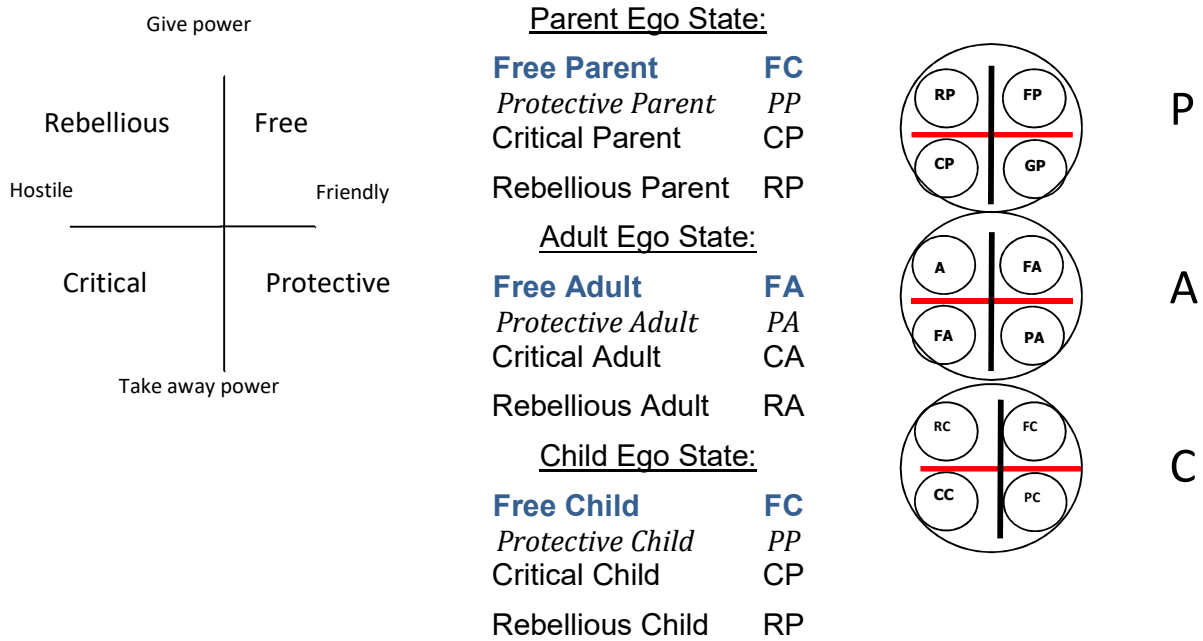 Give power
Rebellious Free
Hostile Friendly
Critical Protective
Take away power
Parent Ego State:
Free Parent FC
Protective Parent PP
Critical Parent CP
Rebellious Parent RP
Adult Ego State:
Free Adult FA
Protective Adult PA
Critical Adult CA
Rebellious Adult RA
Child Ego State:
Free Child FC
Protective Child PP
Critical Child CP
Rebellious Child RP
RP FP
P
CP GP
A FA
A
FA PA
RC FC
C
CC PC